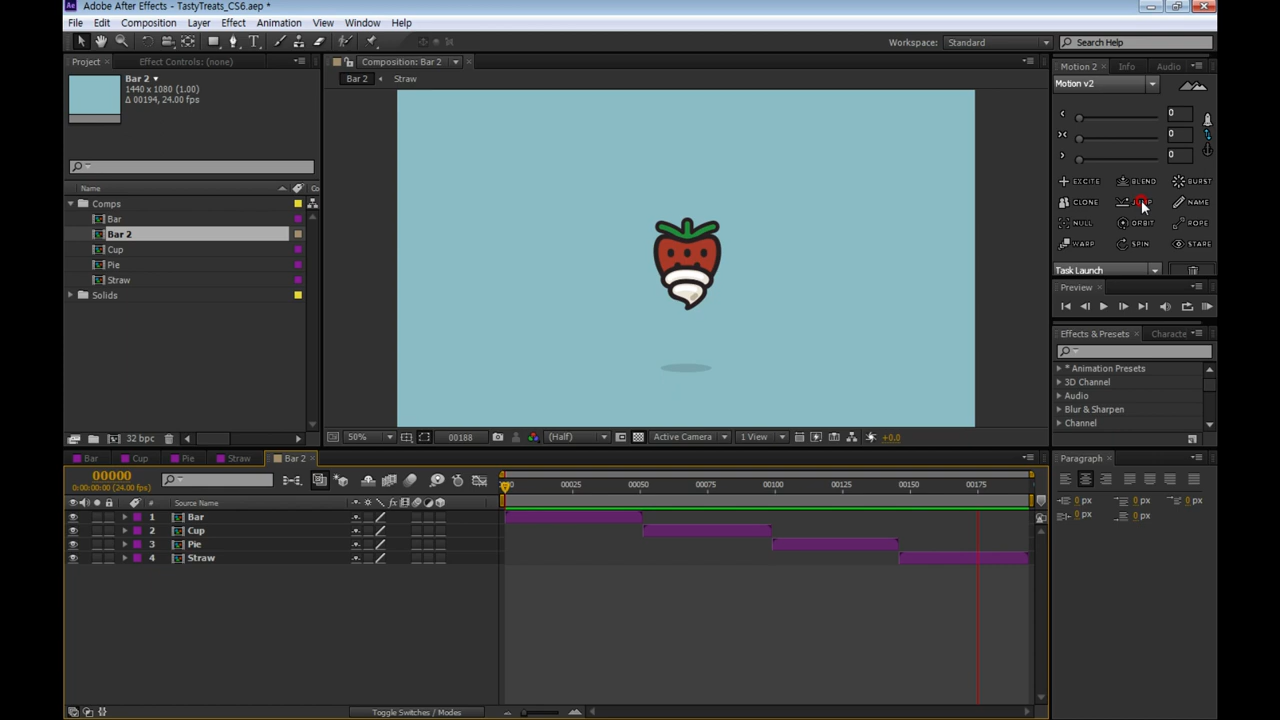 Ae Adobe After Effects - TastyTreats_CS6.aep *
File Edit Composition Layer Effect Animation View Window Help
Workspace: Standard Search Help
Project Effect Controls: (none) Composition: Bar 2 Motion 2 Info Audio
Bar 2
1440 x 1080 (1.00)
Δ 00194, 24.00 fps
Bar 2 Straw
Motion v2
0
0
0
EXCITE BLEND BURST
CLONE NAME
NULL ORBIT ROPE
WARP SPIN STARE
Task Launch
Name Co
Comps
Bar
Bar 2
Cup
Pie
Straw
Solids
Preview
Effects & Presets Characte
* Animation Presets
3D Channel
Audio
Blur & Sharpen
Channel
32 bpc
50% 00188 (Half) Active Camera 1 View +0.0
Bar Cup Pie Straw Bar 2
Paragraph
00000
0:00:00:00 (24.00 fps)
00025 00050 00075 00100 00125 00150 00175
# Source Name
1 Bar
2 Cup
3 Pie
4 Straw
0 px 0 px 0 px
0 px 0 px
Toggle Switches / Modes